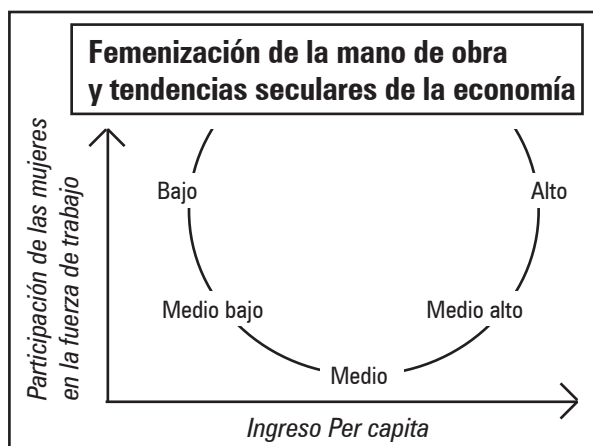 Femenización de la mano de obra
y tendencias seculares de la economía
Participación de las mujeres
en la fuerza de trabajo
Bajo
Alto
Medio bajo
Medio alto
Medio
Ingreso Per capita